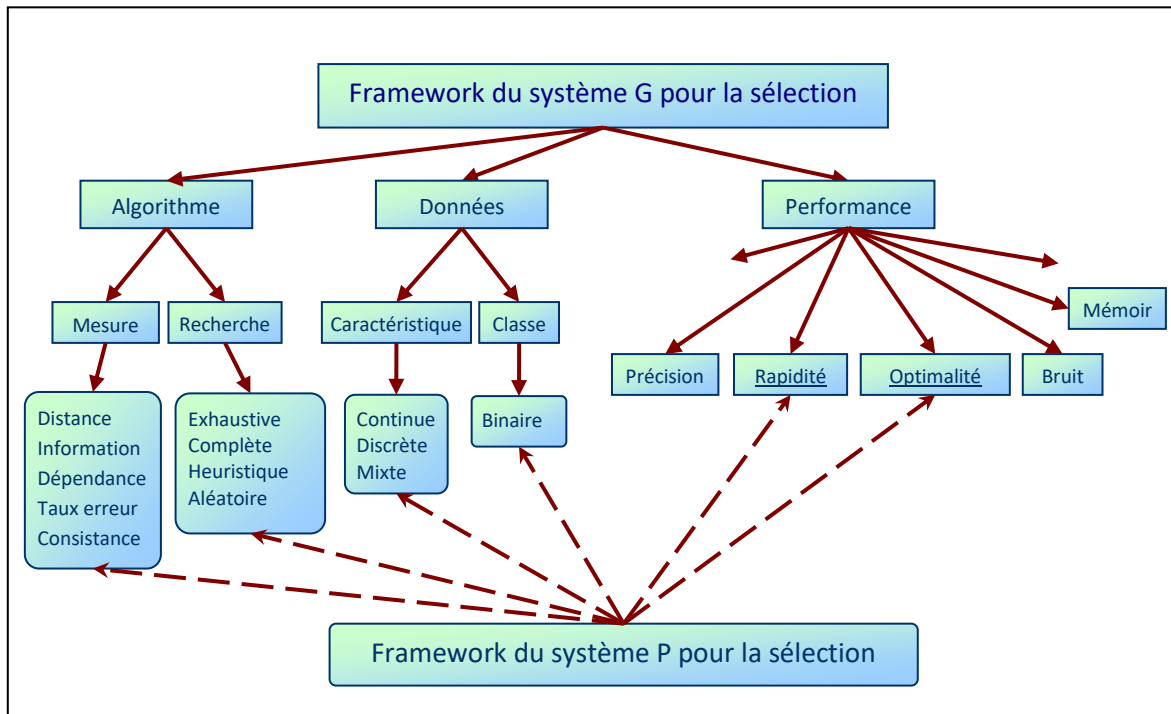 Framework du système G pour la sélection
Algorithme
Données
Performance
Mesure
Recherche
Caractéristique
Classe
Mémoir
Précision
Rapidité
Optimalité
Bruit
Distance
Information
Dépendance
Taux erreur
Consistance
Exhaustive
Complète
Heuristique
Aléatoire
Continue
Discrète
Mixte
Binaire
Framework du système P pour la sélection